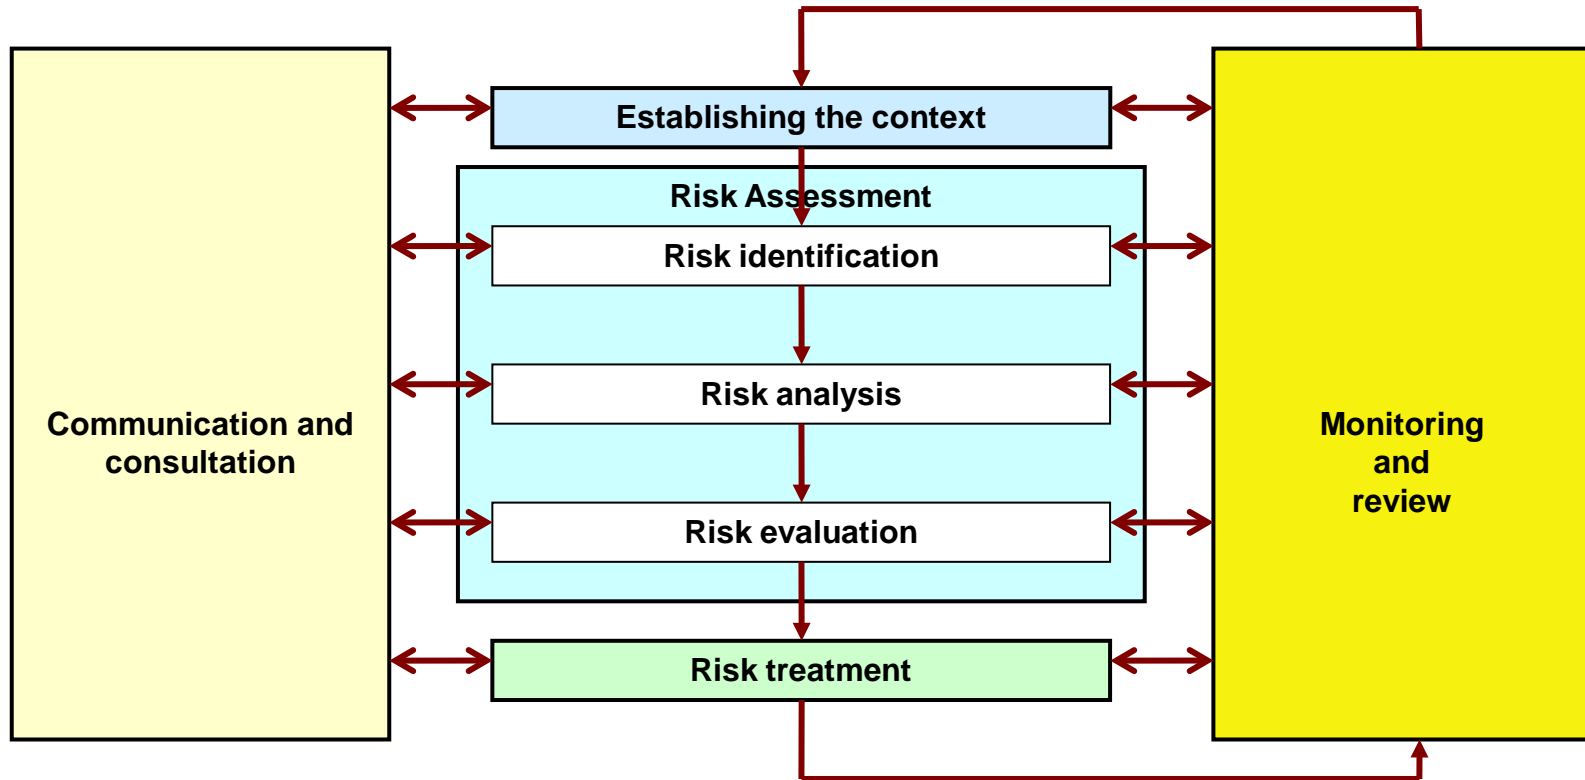 Establishing the context
Risk Assessment
Risk identification
Risk analysis
Risk evaluation
Risk treatment
Communication and
consultation
Monitoring
and
review